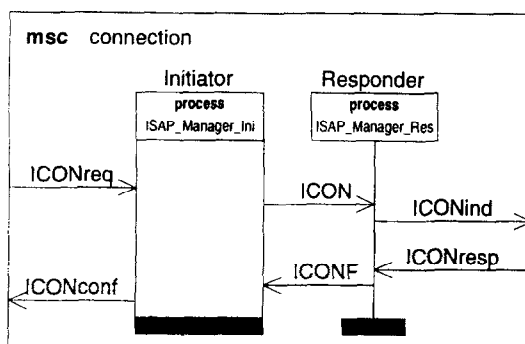 msc connection
Initiator Responder
process process
ISAP_Manager_Ini ISAP_Manager_Res
ICONreq
ICON
ICONind
ICONresp
ICONF
ICONconf